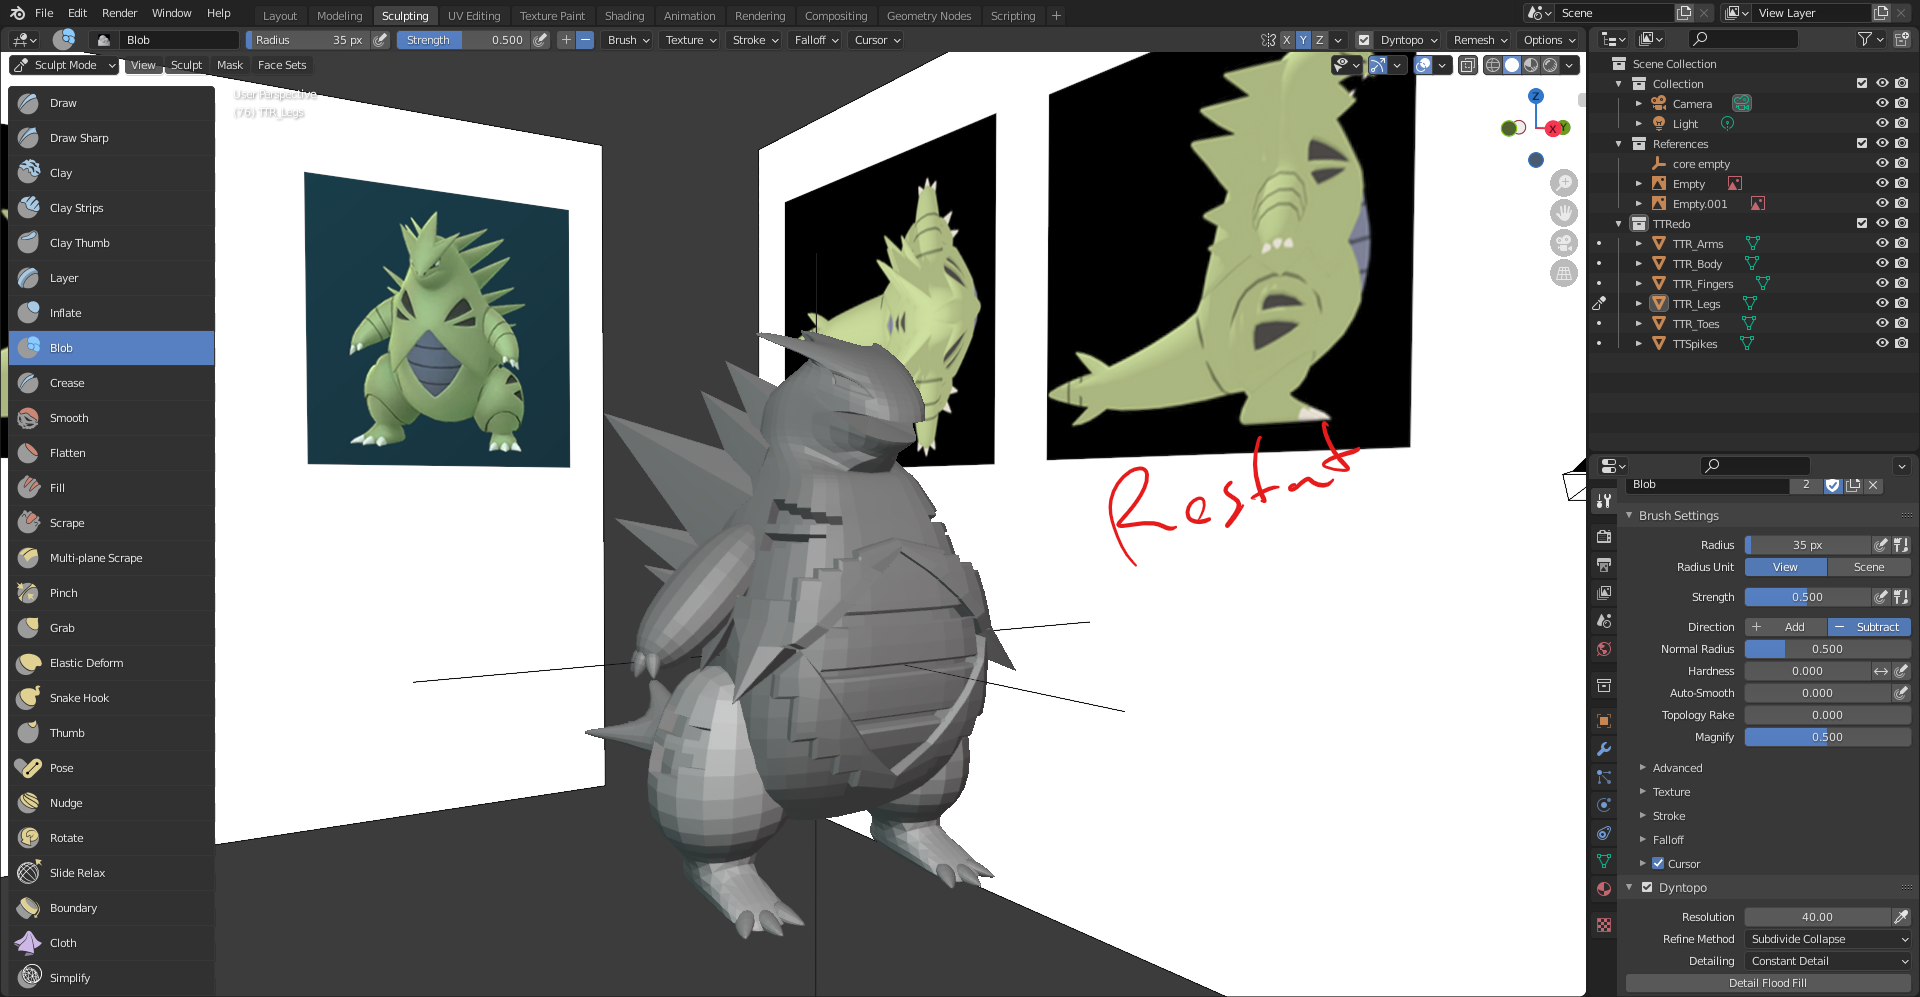 File Edit Render Window Help Layout Modeling Sculpting UV Editing Texture Paint Shading Animation Rendering Compositing Geometry Nodes Scripting + Scene View Layer
Blob Radius 35 px Strength 0.500 Brush Texture Stroke Falloff Cursor X Y Z Dyntopo Remesh Options
Sculpt Mode View Sculpt Mask Face Sets
User Perspective
(76) TTR_Legs
Draw
Draw Sharp
Clay
Clay Strips
Clay Thumb
Layer
Inflate
Blob
Crease
Smooth
Flatten
Fill
Scrape
Multi-plane Scrape
Pinch
Grab
Elastic Deform
Snake Hook
Thumb
Pose
Nudge
Rotate
Slide Relax
Boundary
Cloth
Simplify
Z
X Y
Scene Collection
Collection
Camera
Light
References
core empty
Empty
Empty.001
TTRedo
TTR_Arms
TTR_Body
TTR_Fingers
TTR_Legs
TTR_Toes
TTSpikes
Blob 2
Brush Settings
Radius 35 px
Radius Unit View Scene
Strength 0.500
Direction + Add − Subtract
Normal Radius 0.500
Hardness 0.000
Auto-Smooth 0.000
Topology Rake 0.000
Magnify 0.500
Advanced
Texture
Stroke
Falloff
Cursor
Dyntopo
Resolution 40.00
Refine Method Subdivide Collapse
Detailing Constant Detail
Detail Flood Fill